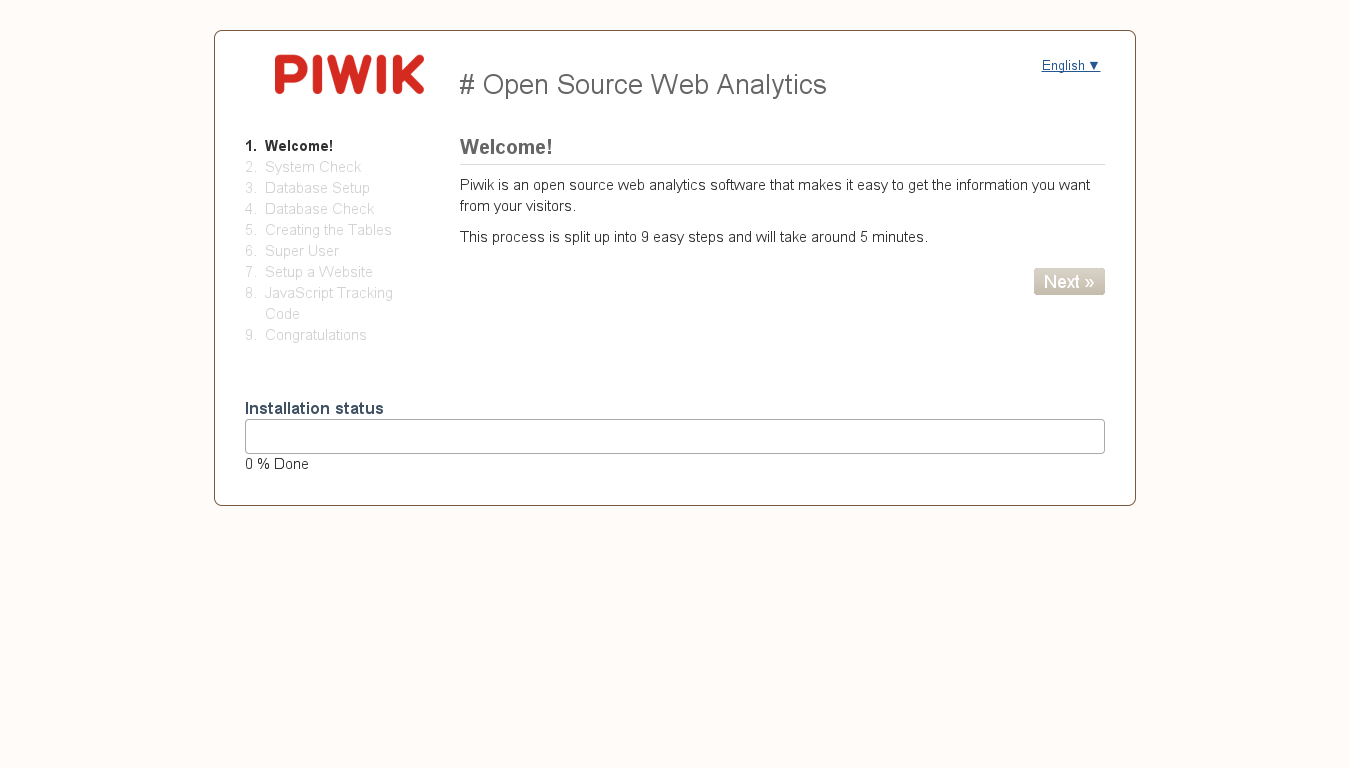 PIWIK
# Open Source Web Analytics
English ▼
1. Welcome!
2. System Check
3. Database Setup
4. Database Check
5. Creating the Tables
6. Super User
7. Setup a Website
8. JavaScript Tracking
Code
9. Congratulations
Welcome!
Piwik is an open source web analytics software that makes it easy to get the information you want
from your visitors.
This process is split up into 9 easy steps and will take around 5 minutes.
Next »
Installation status
0 % Done